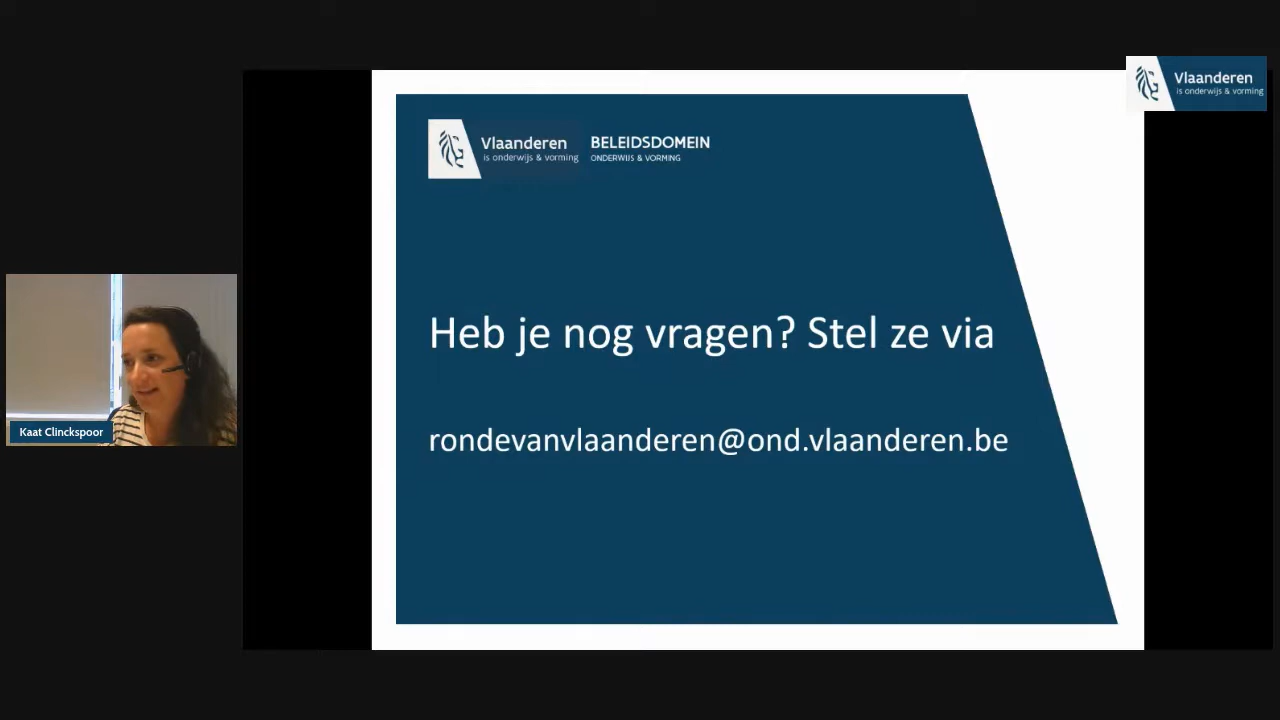 Vlaanderen
is onderwijs & vorming
Vlaanderen
is onderwijs & vorming
BELEIDSDOMEIN
ONDERWIJS & VORMING
Heb je nog vragen? Stel ze via
rondevanvlaanderen@ond.vlaanderen.be
Kaat Clinckspoor